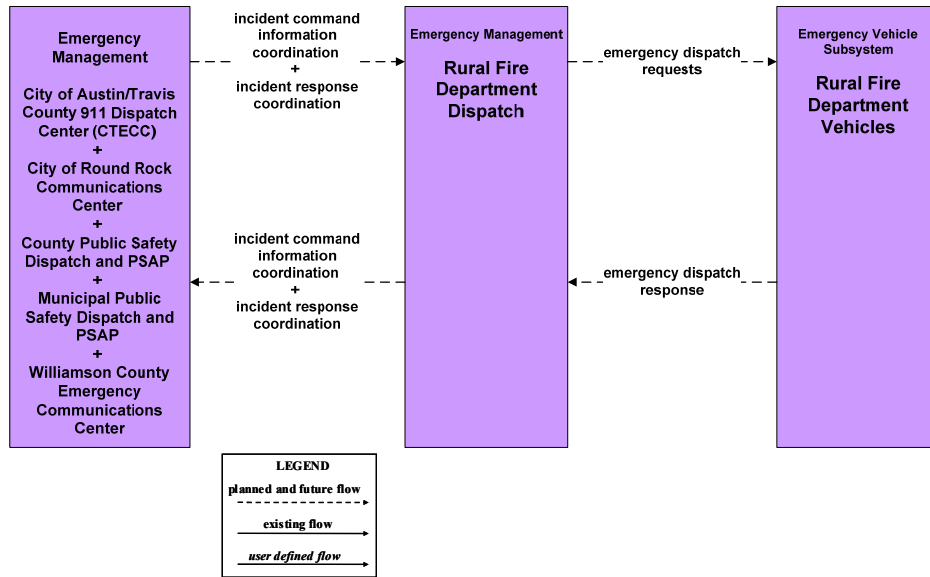 Emergency
Management
City of Austin/Travis
County 911 Dispatch
Center (CTECC)
+
City of Round Rock
Communications
Center
+
County Public Safety
Dispatch and PSAP
+
Municipal Public
Safety Dispatch and
PSAP
+
Williamson County
Emergency
Communications
Center
incident command
information
coordination
+
incident response
coordination
incident command
information
coordination
+
incident response
coordination
Emergency Management
Rural Fire
Department
Dispatch
emergency dispatch
requests
emergency dispatch
response
Emergency Vehicle
Subsystem
Rural Fire
Department
Vehicles
LEGEND
planned and future flow
existing flow
user defined flow